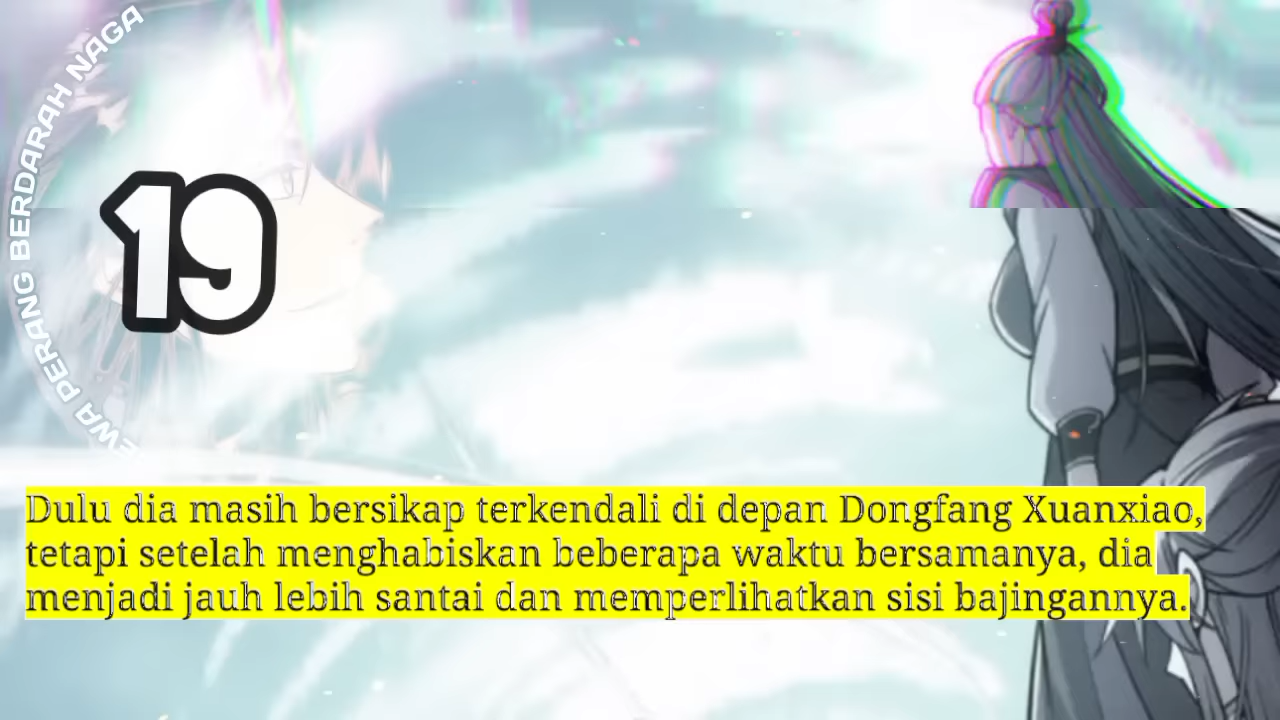 EWA PERANG BERDARAH NAGA
19
Dulu dia masih bersikap terkendali di depan Dongfang Xuanxiao,
tetapi setelah menghabiskan beberapa waktu bersamanya, dia
menjadi jauh lebih santai dan memperlihatkan sisi bajingannya.